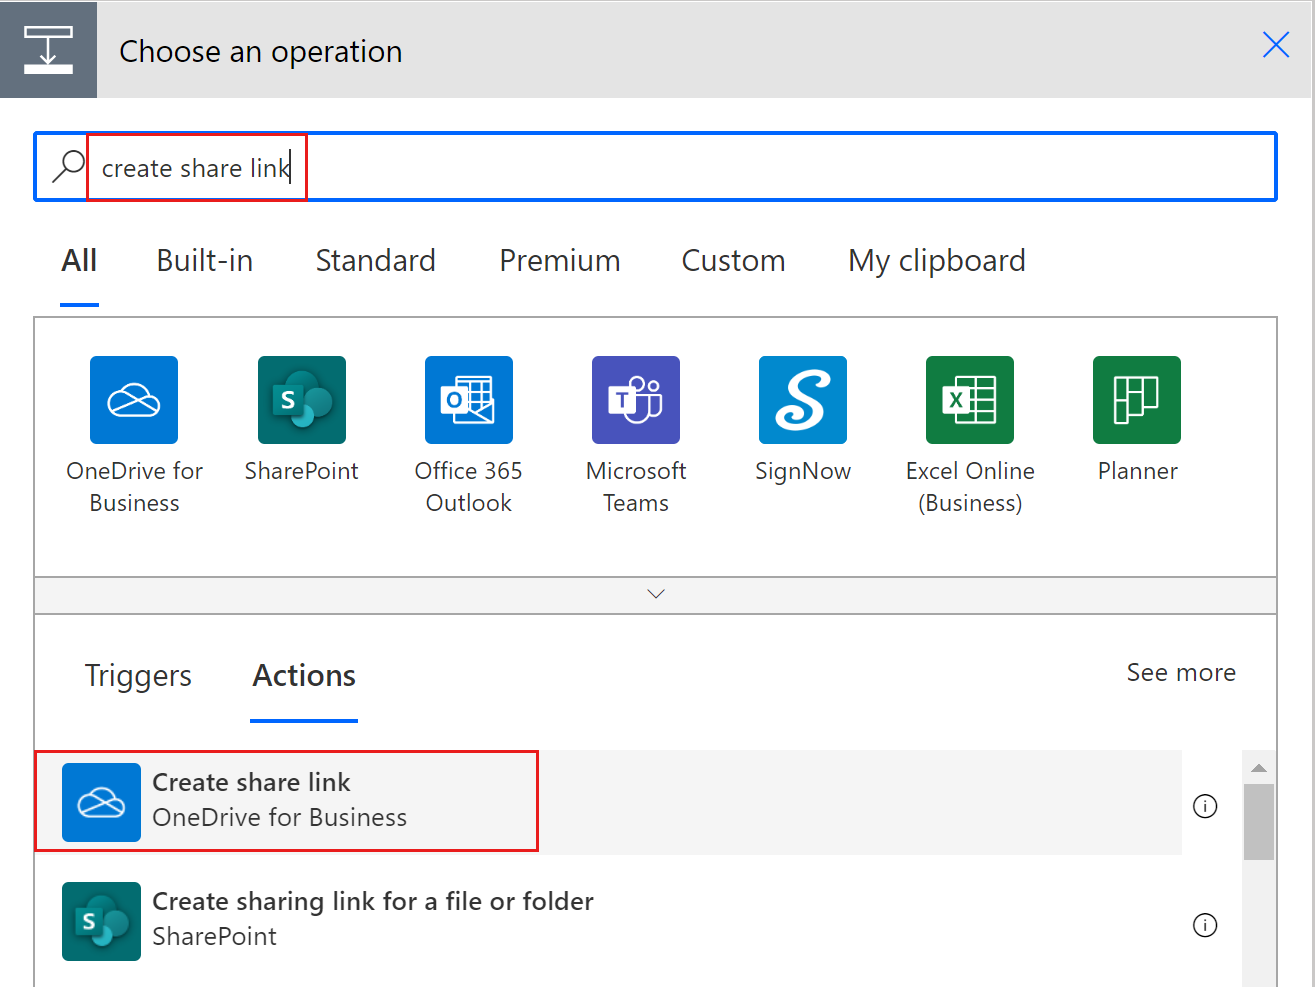 Choose an operation
create share link
All Built-in Standard Premium Custom My clipboard
OneDrive for Business
SharePoint
Office 365 Outlook
Microsoft Teams
SignNow
Excel Online (Business)
Planner
Triggers Actions See more
Create share link
OneDrive for Business
Create sharing link for a file or folder
SharePoint